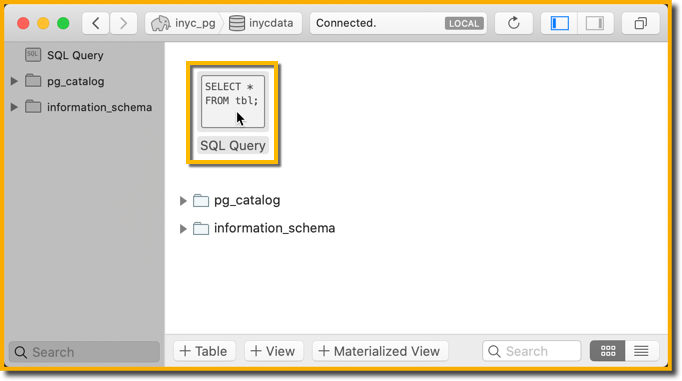 inyc_pg inycdata Connected. LOCAL
SQL SQL Query
pg_catalog
information_schema
SELECT *
FROM tbl;
SQL Query
pg_catalog
information_schema
Search
+ Table + View + Materialized View Search